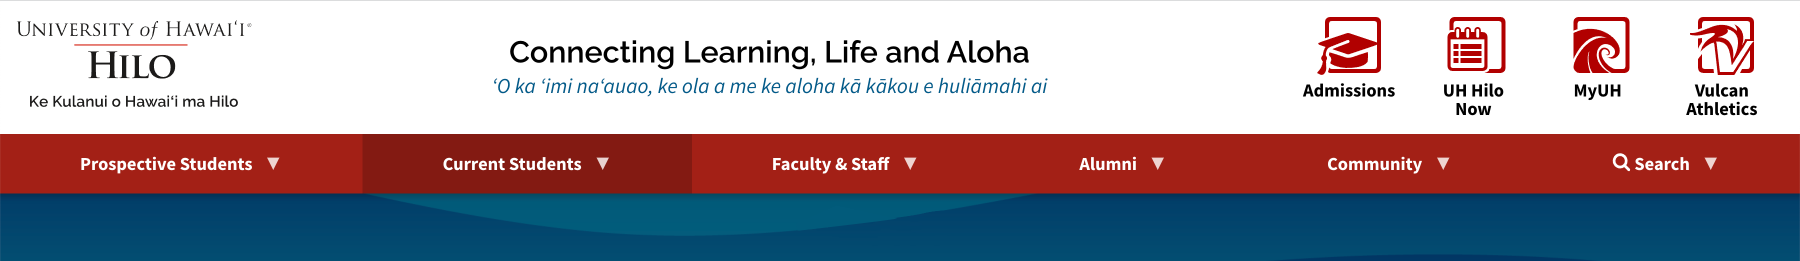 UNIVERSITY of HAWAIʻI®
HILO
Ke Kulanui o Hawaiʻi ma Hilo
Connecting Learning, Life and Aloha
ʻO ka ʻimi naʻauao, ke ola a me ke aloha kā kākou e huliāmahi ai
Admissions
UH Hilo
Now
MyUH
Vulcan
Athletics
Prospective Students ▼
Current Students ▼
Faculty & Staff ▼
Alumni ▼
Community ▼
Search ▼